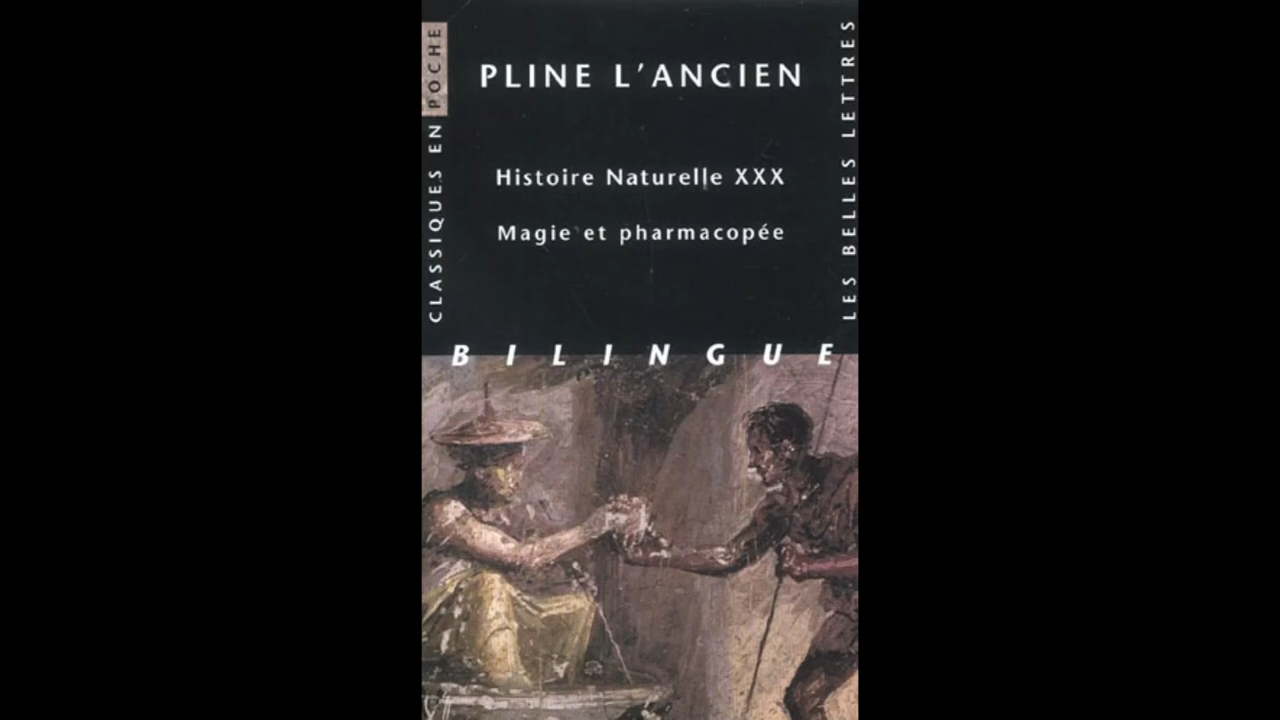 PLINE L'ANCIEN
Histoire Naturelle XXX
Magie et pharmacopée
CLASSIQUES EN POCHE
LES BELLES LETTRES
BILINGUE